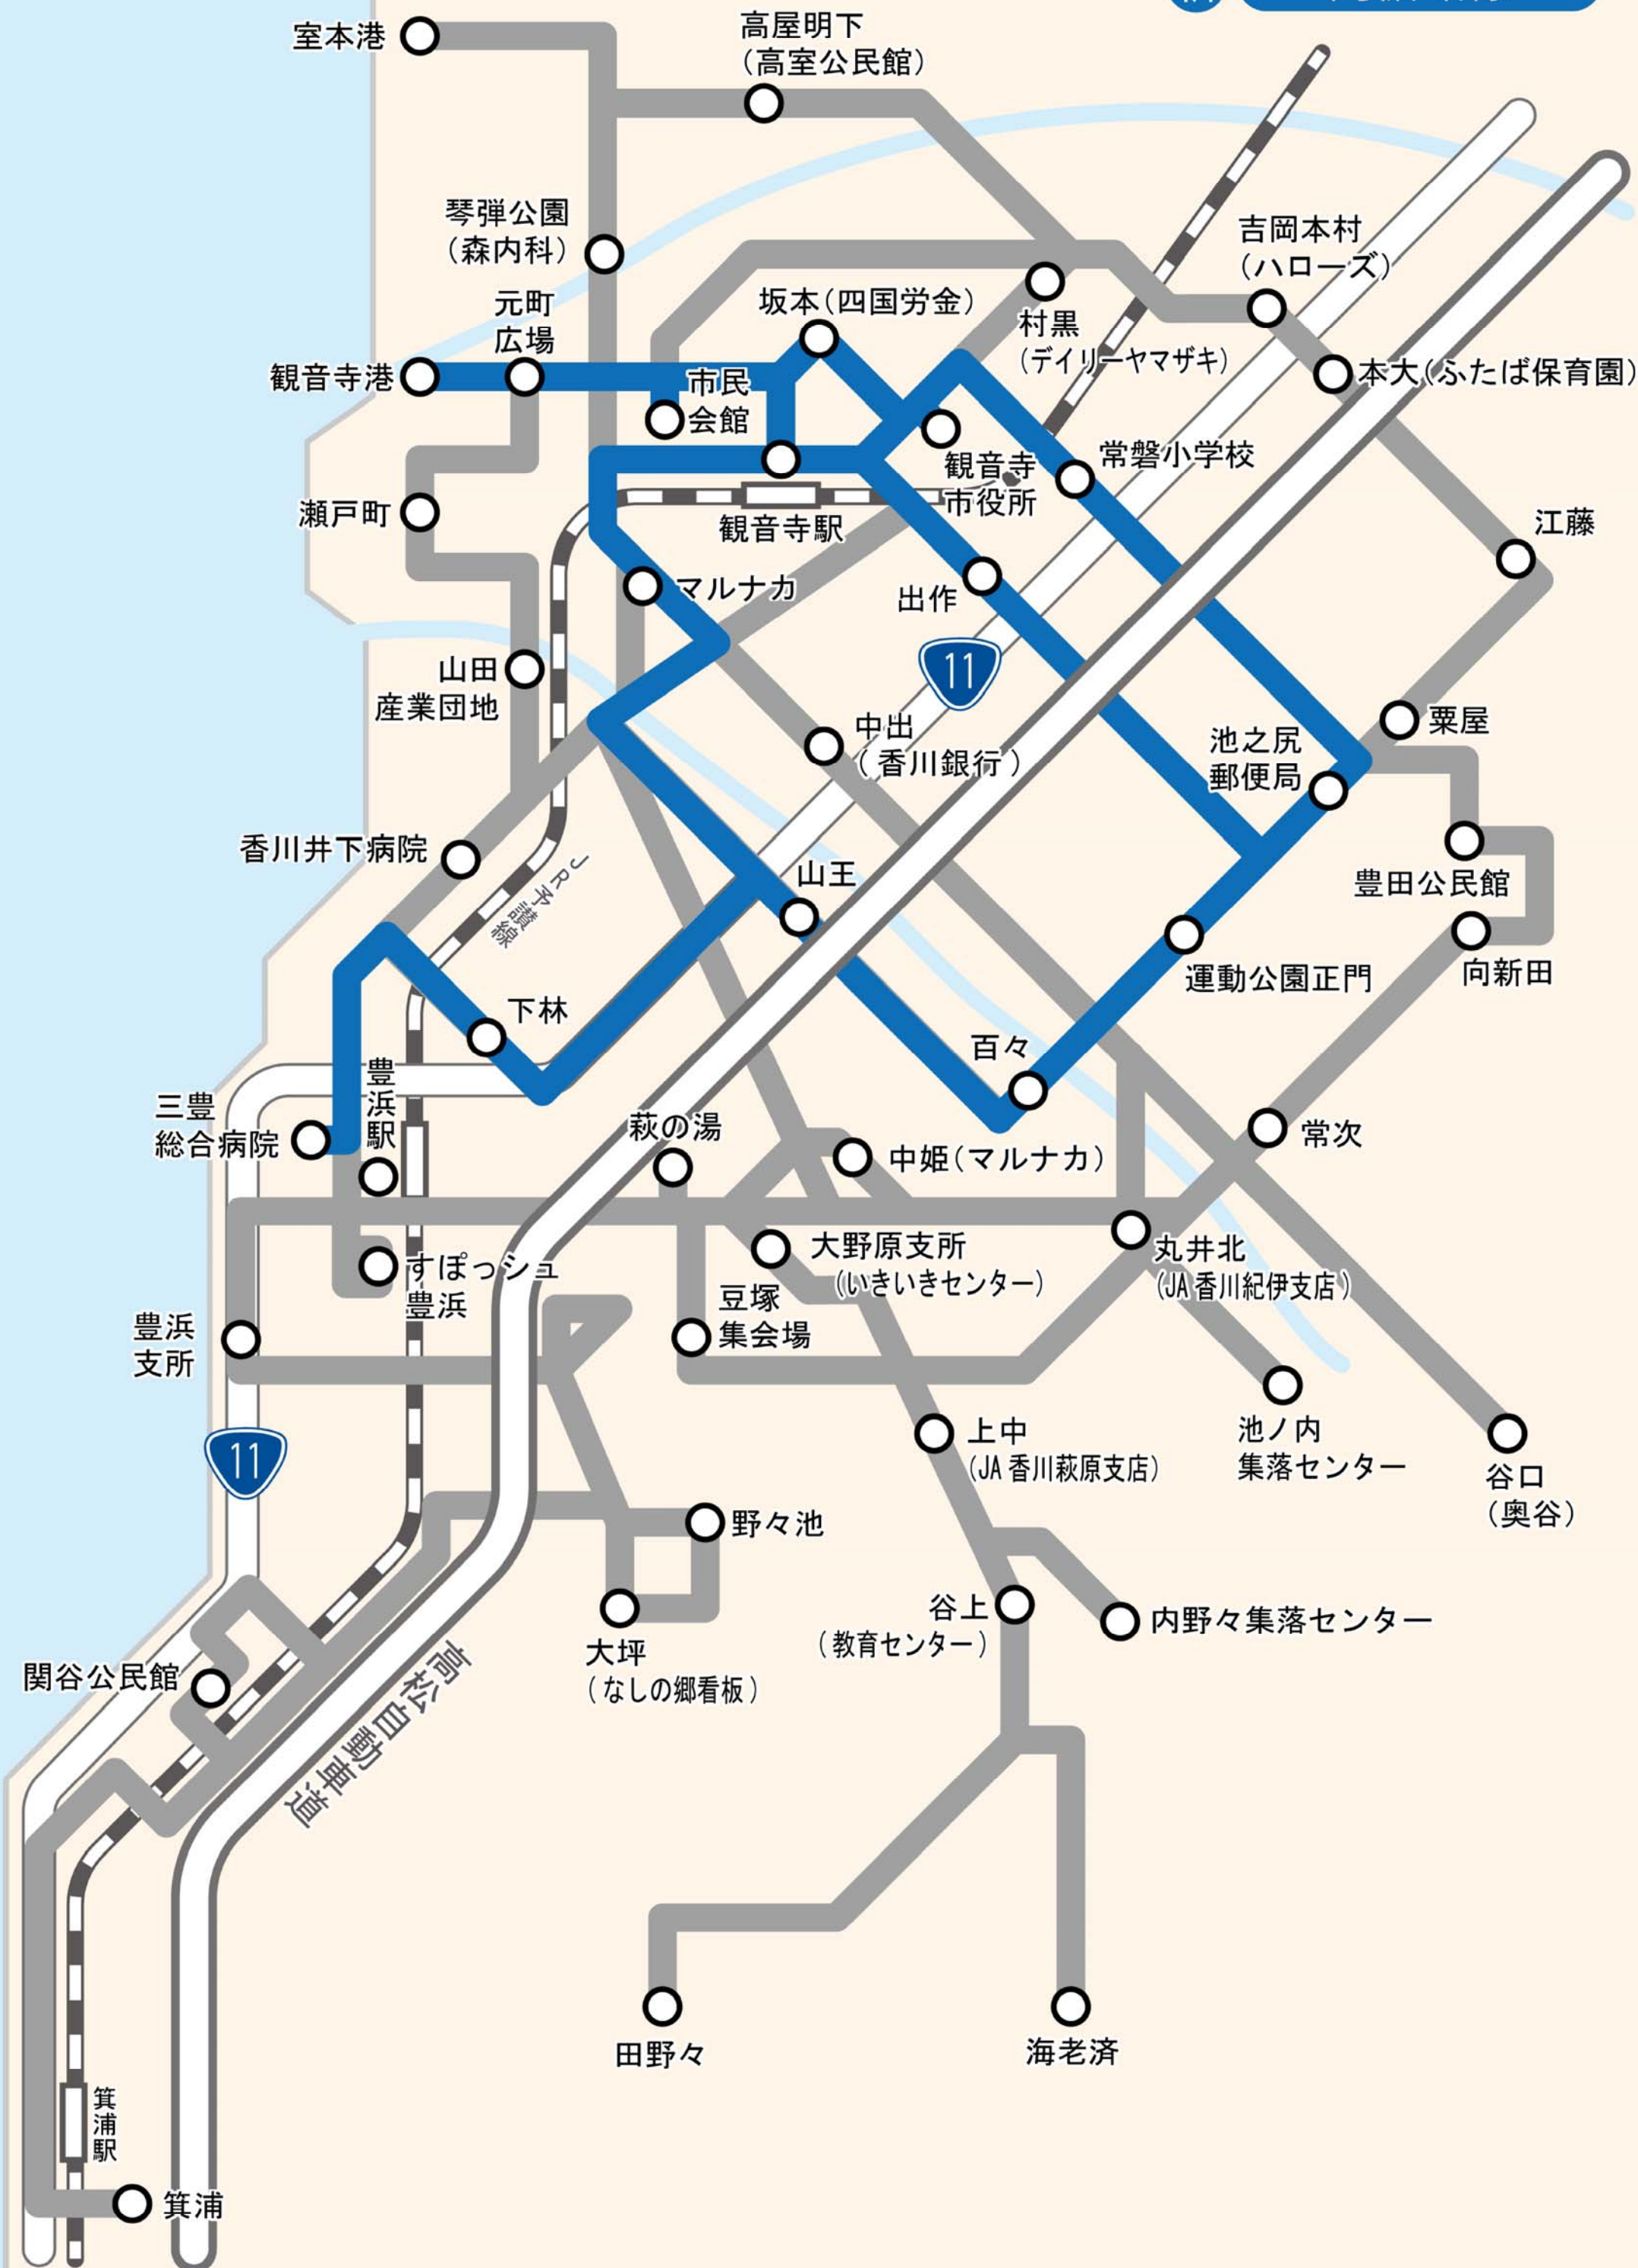 室本港
高屋明下
（高室公民館）
琴弾公園
（森内科）
吉岡本村
（ハローズ）
元町
広場
坂本（四国労金）
村黒
（デイリーヤマザキ）
観音寺港
市民
会館
本大（ふたば保育園）
観音寺
市役所
常磐小学校
瀬戸町
観音寺駅
江藤
マルナカ
出作
11
山田
産業団地
中出
（香川銀行）
池之尻
郵便局
粟屋
香川井下病院
JR予讃線
山王
豊田公民館
運動公園正門
向新田
下林
百々
豊浜駅
三豊
総合病院
萩の湯
中姫（マルナカ）
常次
すぽっシュ
豊浜
大野原支所
（いきいきセンター）
丸井北
（JA香川紀伊支店）
豊浜
支所
豆塚
集会場
11
上中
（JA香川萩原支店）
池ノ内
集落センター
谷口
（奥谷）
野々池
大坪
（なしの郷看板）
谷上
（教育センター）
内野々集落センター
関谷公民館
高松自動車道
田野々
海老済
箕浦駅
箕浦